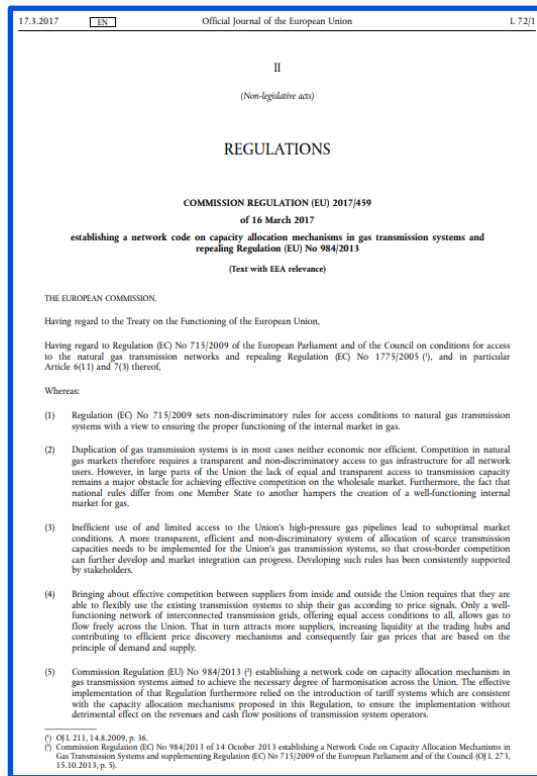 17.3.2017 EN Official Journal of the European Union L 72/1
II
(Non-legislative acts)
REGULATIONS
COMMISSION REGULATION (EU) 2017/459
of 16 March 2017
establishing a network code on capacity allocation mechanisms in gas transmission systems and
repealing Regulation (EU) No 984/2013
(Text with EEA relevance)
THE EUROPEAN COMMISSION,
Having regard to the Treaty on the Functioning of the European Union,
Having regard to Regulation (EC) No 715/2009 of the European Parliament and of the Council on conditions for access
to the natural gas transmission networks and repealing Regulation (EC) No 1775/2005 (¹), and in particular
Article 6(11) and 7(3) thereof,
Whereas:
(1) Regulation (EC) No 715/2009 sets non-discriminatory rules for access conditions to natural gas transmission
systems with a view to ensuring the proper functioning of the internal market in gas.
(2) Duplication of gas transmission systems is in most cases neither economic nor efficient. Competition in natural
gas markets therefore requires a transparent and non-discriminatory access to gas infrastructure for all network
users. However, in large parts of the Union the lack of equal and transparent access to transmission capacity
remains a major obstacle for achieving effective competition on the wholesale market. Furthermore, the fact that
national rules differ from one Member State to another hampers the creation of a well-functioning internal
market for gas.
(3) Inefficient use of and limited access to the Union's high-pressure gas pipelines lead to suboptimal market
conditions. A more transparent, efficient and non-discriminatory system of allocation of scarce transmission
capacities needs to be implemented for the Union's gas transmission systems, so that cross-border competition
can further develop and market integration can progress. Developing such rules has been consistently supported
by stakeholders.
(4) Bringing about effective competition between suppliers from inside and outside the Union requires that they are
able to flexibly use the existing transmission systems to ship their gas according to price signals. Only a well-
functioning network of interconnected transmission grids, offering equal access conditions to all, allows gas to
flow freely across the Union. That in turn attracts more suppliers, increasing liquidity at the trading hubs and
contributing to efficient price discovery mechanisms and consequently fair gas prices that are based on the
principle of demand and supply.
(5) Commission Regulation (EU) No 984/2013 (²) establishing a network code on capacity allocation mechanism in
gas transmission systems aimed to achieve the necessary degree of harmonisation across the Union. The effective
implementation of that Regulation furthermore relied on the introduction of tariff systems which are consistent
with the capacity allocation mechanisms proposed in this Regulation, to ensure the implementation without
detrimental effect on the revenues and cash flow positions of transmission system operators.
(¹) OJ L 211, 14.8.2009, p. 36.
(²) Commission Regulation (EC) No 984/2013 of 14 October 2013 establishing a Network Code on Capacity Allocation Mechanisms in
Gas Transmission Systems and supplementing Regulation (EC) No 715/2009 of the European Parliament and of the Council (OJ L 273,
15.10.2013, p. 5).